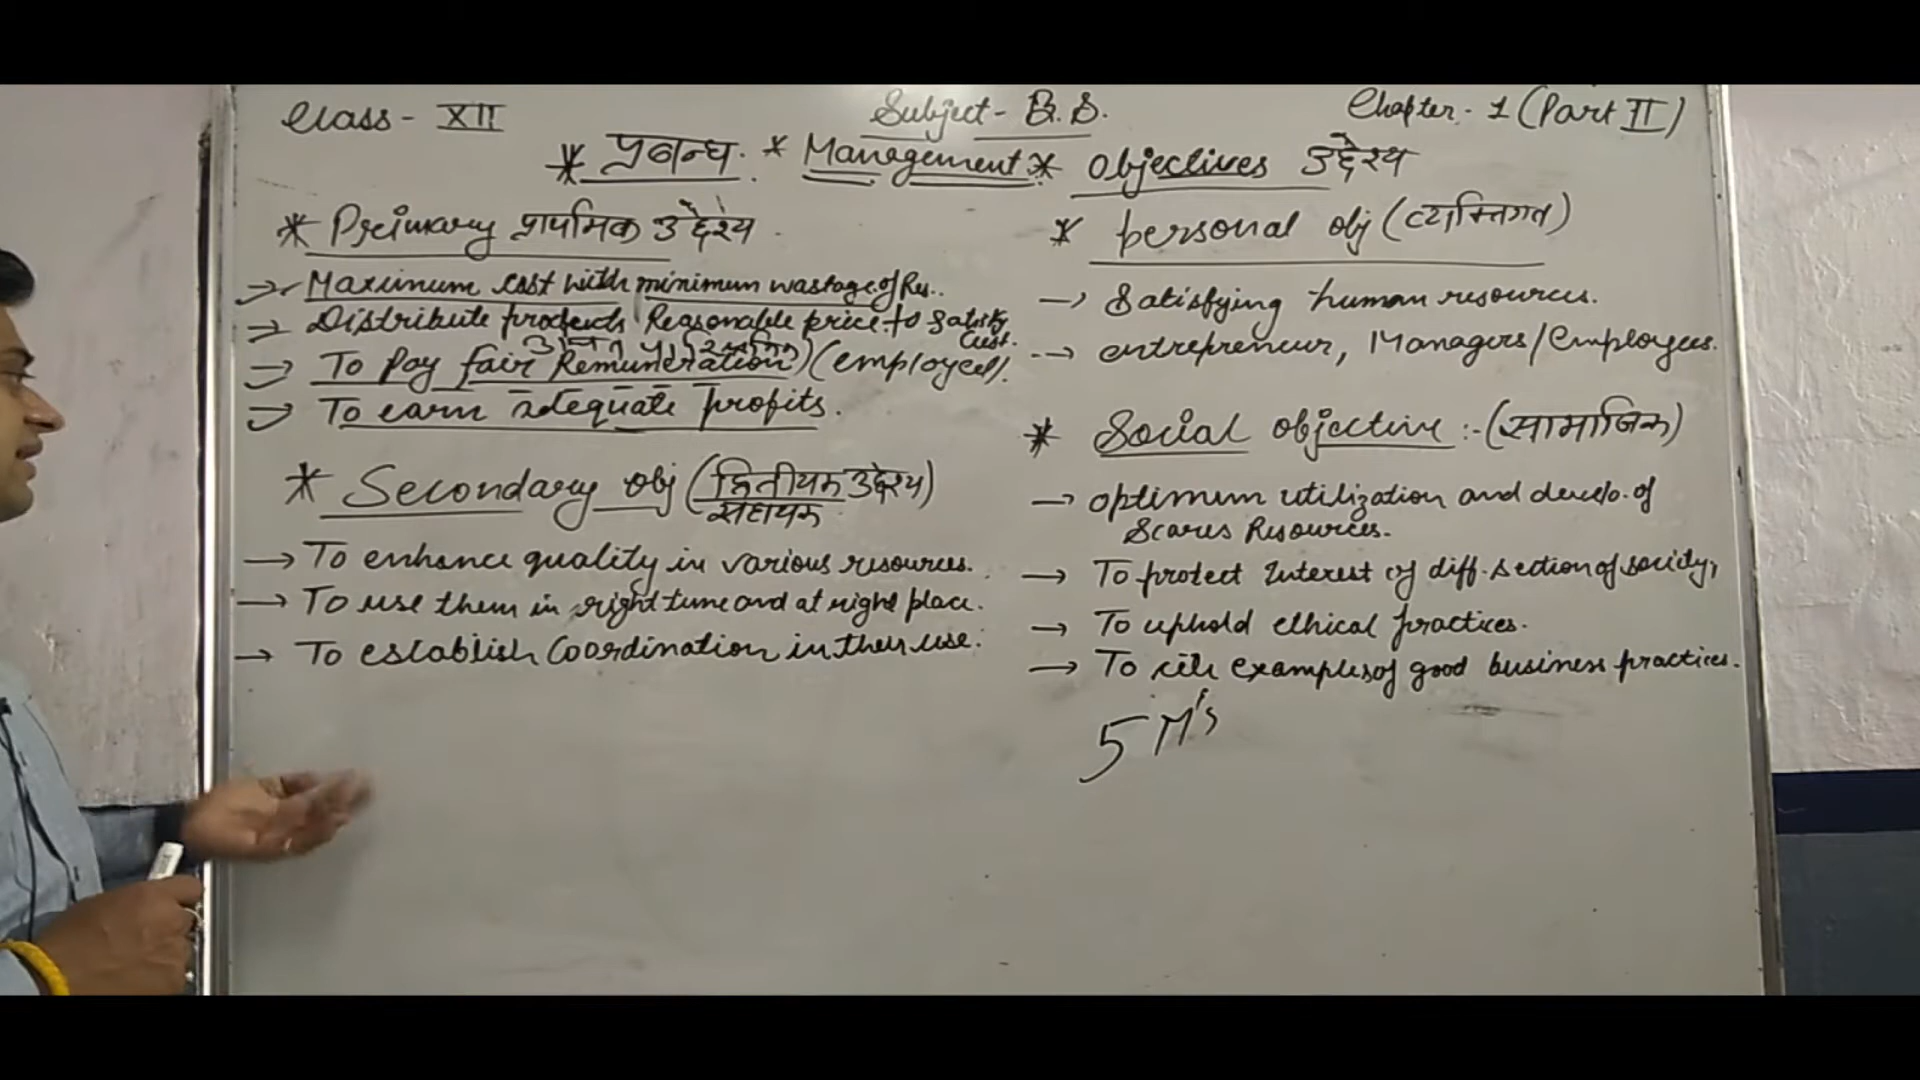 Class - XII
Subject - B.S.
Chapter - 1 (Part II)
* प्रबन्ध. * Management * Objectives उद्देश्य
* Primary प्राथमिक उद्देश्य
→ Maximum cost with minimum wastage of Res..
→ Distribute products Reasonable price to satisfy Cust.
→ To Pay fair Remuneration) (employees).
→ To earn adequate profits.
* Secondary obj (द्वितीयक उद्देश्य)
सहायक
→ To enhance quality in various resources.
→ To use them in right time and at right place.
→ To establish Coordination in their use.
* personal obj (व्यक्तिगत)
→ Satisfying human resources.
→ entrepreneur, Managers/Employees.
* Social objective :- (सामाजिक)
→ optimum utilization and develo. of
Scares Resources.
→ To protect Interest of diff. section of society,
→ To uphold ethical practices.
→ To cite examples of good business practices.
5 M's